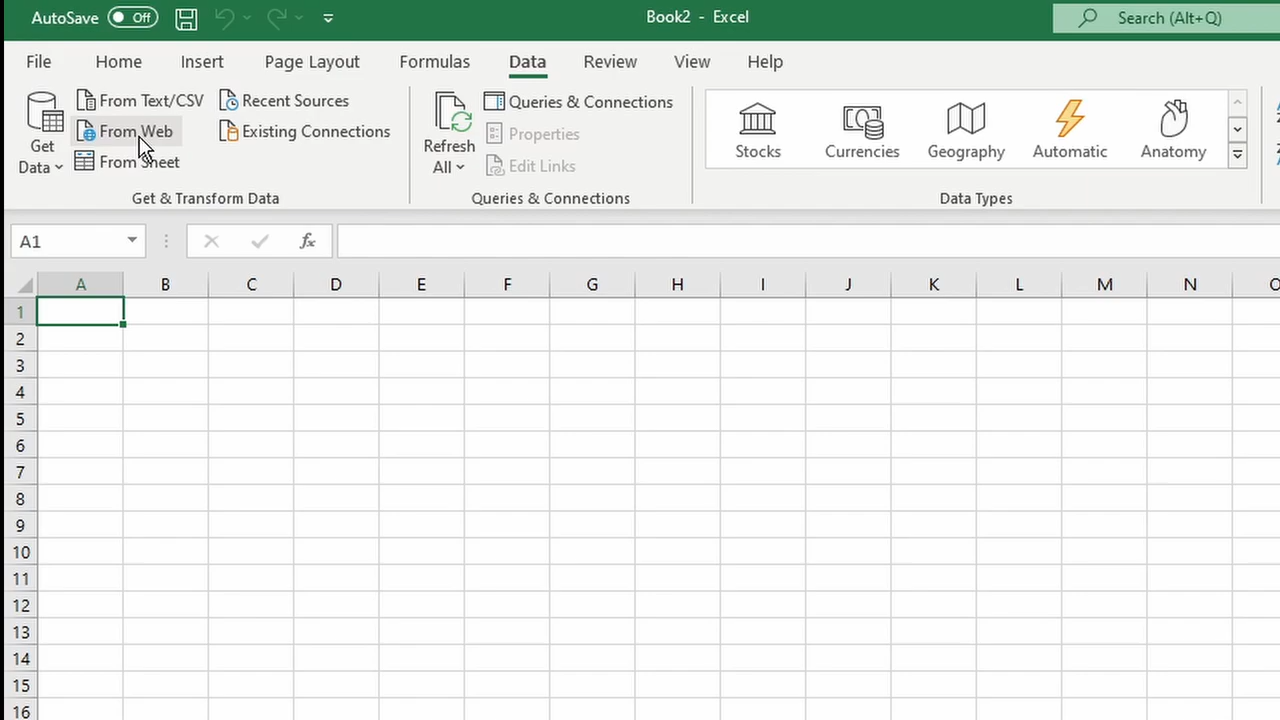 AutoSave Off Book2 - Excel Search (Alt+Q)
File Home Insert Page Layout Formulas Data Review View Help
Get Data
From Text/CSV
From Web
From Sheet
Recent Sources
Existing Connections
Get & Transform Data
Refresh All
Queries & Connections
Properties
Edit Links
Queries & Connections
Stocks Currencies Geography Automatic Anatomy
Data Types
A1 fx
A B C D E F G H I J K L M N O
1
2
3
4
5
6
7
8
9
10
11
12
13
14
15
16